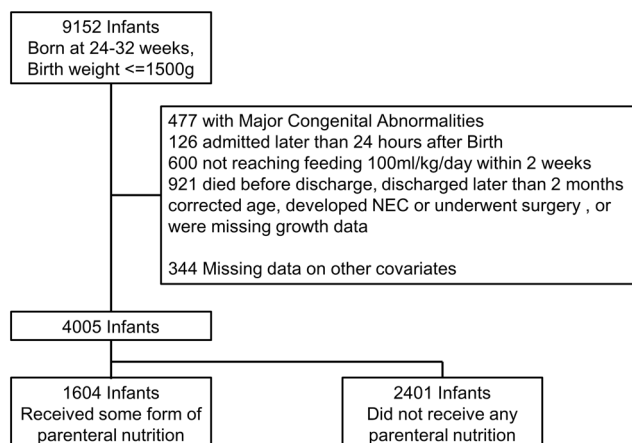 9152 Infants
Born at 24-32 weeks,
Birth weight <=1500g
477 with Major Congenital Abnormalities
126 admitted later than 24 hours after Birth
600 not reaching feeding 100ml/kg/day within 2 weeks
921 died before discharge, discharged later than 2 months
corrected age, developed NEC or underwent surgery , or
were missing growth data
344 Missing data on other covariates
4005 Infants
1604 Infants
Received some form of
parenteral nutrition
2401 Infants
Did not receive any
parenteral nutrition